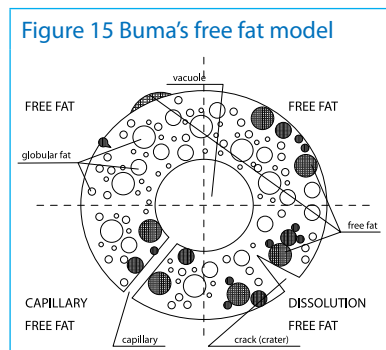 Figure 15 Buma's free fat model
vacuole
FREE FAT
FREE FAT
globular fat
free fat
CAPILLARY
FREE FAT
DISSOLUTION
FREE FAT
capillary
crack (crater)